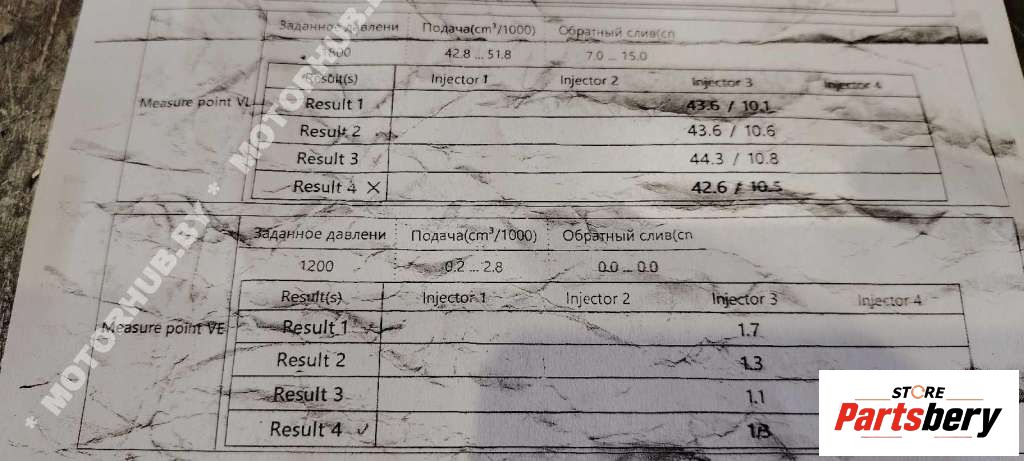 Заданное давлени Подача(cm³/1000) Обратный слив(сп
42.8 ... 51.8 7.0 ... 15.0
Result(s) Injector 1 Injector 2 Injector 3 Injector 4
Measure point VL
Result 1 43.6 / 10.1
Result 2 43.6 / 10.6
Result 3 44.3 / 10.8
Result 4 × 42.6 / 10.5
Заданное давлени Подача(cm³/1000) Обратный слив(сп
1200 0.2 ... 2.8 0.0 ... 0.0
Result(s) Injector 1 Injector 2 Injector 3 Injector 4
Measure point VE
Result 1 ✓ 1.7
Result 2 1.3
Result 3 1.1
Result 4 ✓ 1.3
* MOTORHUB.BY * MOTORHUB.BY
STORE
Partsbery